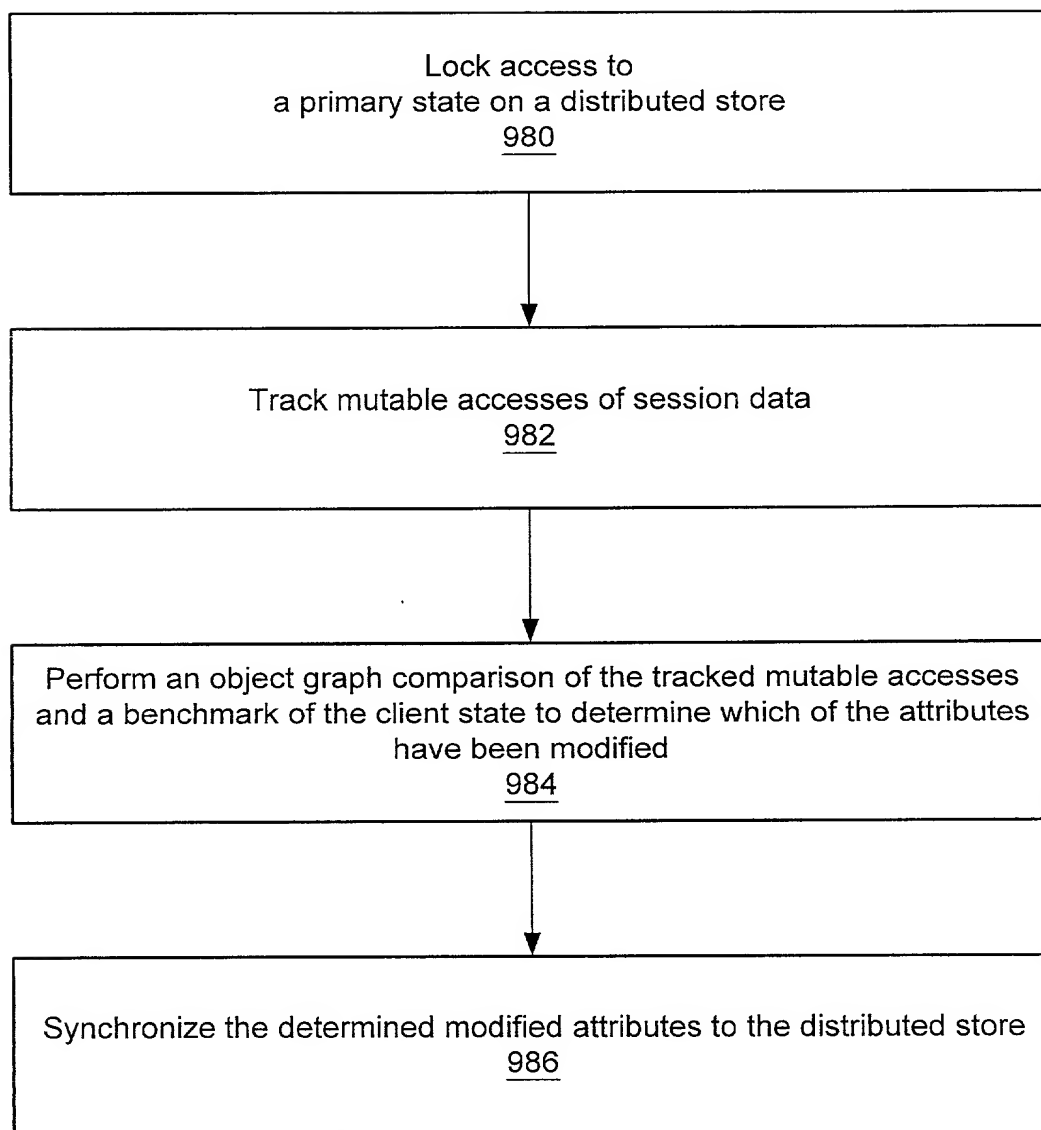 Lock access to
a primary state on a distributed store
980
Track mutable accesses of session data
982
Perform an object graph comparison of the tracked mutable accesses
and a benchmark of the client state to determine which of the attributes
have been modified
984
Synchronize the determined modified attributes to the distributed store
986